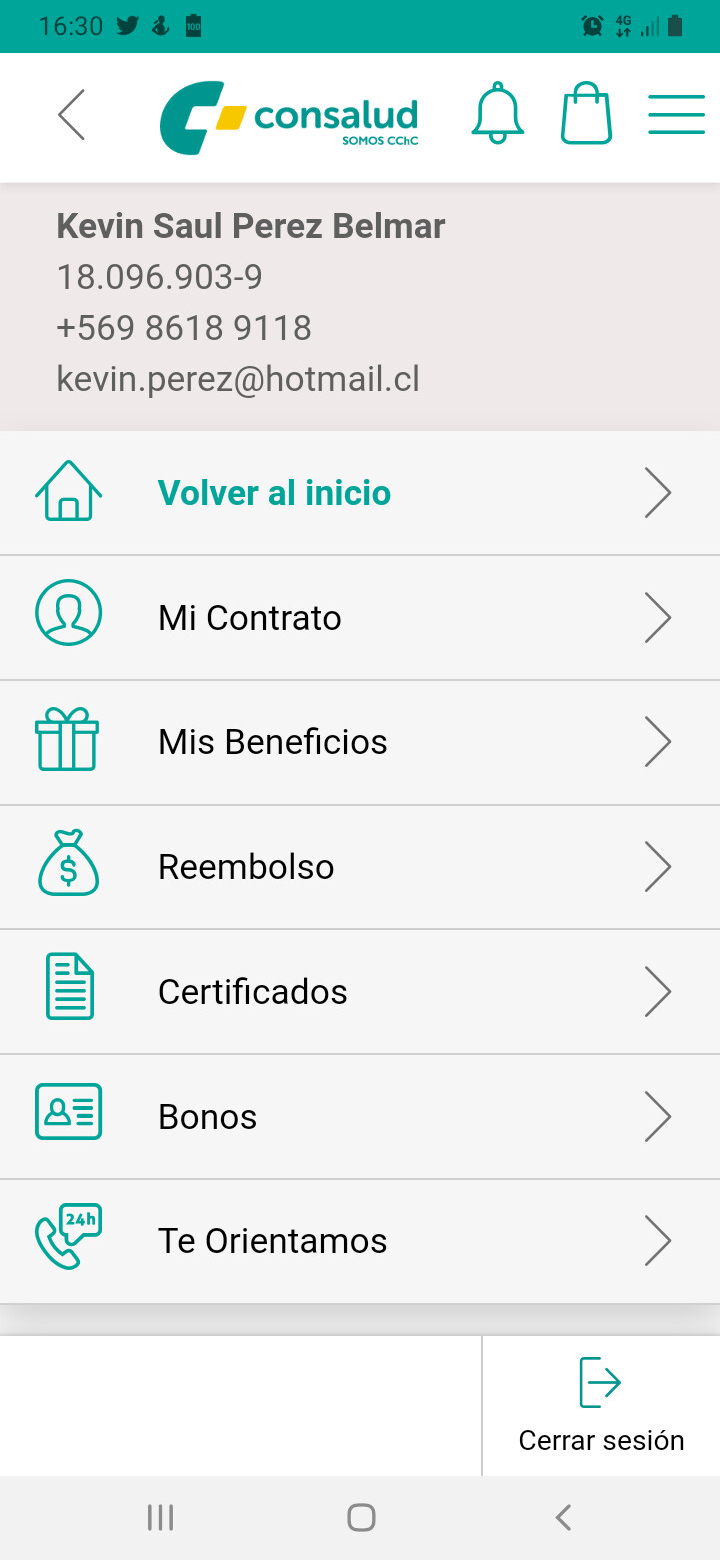 16:30
100
4G
consalud
SOMOS CChC
Kevin Saul Perez Belmar
18.096.903-9
+569 8618 9118
kevin.perez@hotmail.cl
Volver al inicio
Mi Contrato
Mis Beneficios
$
Reembolso
Certificados
Bonos
24h
Te Orientamos
Cerrar sesión